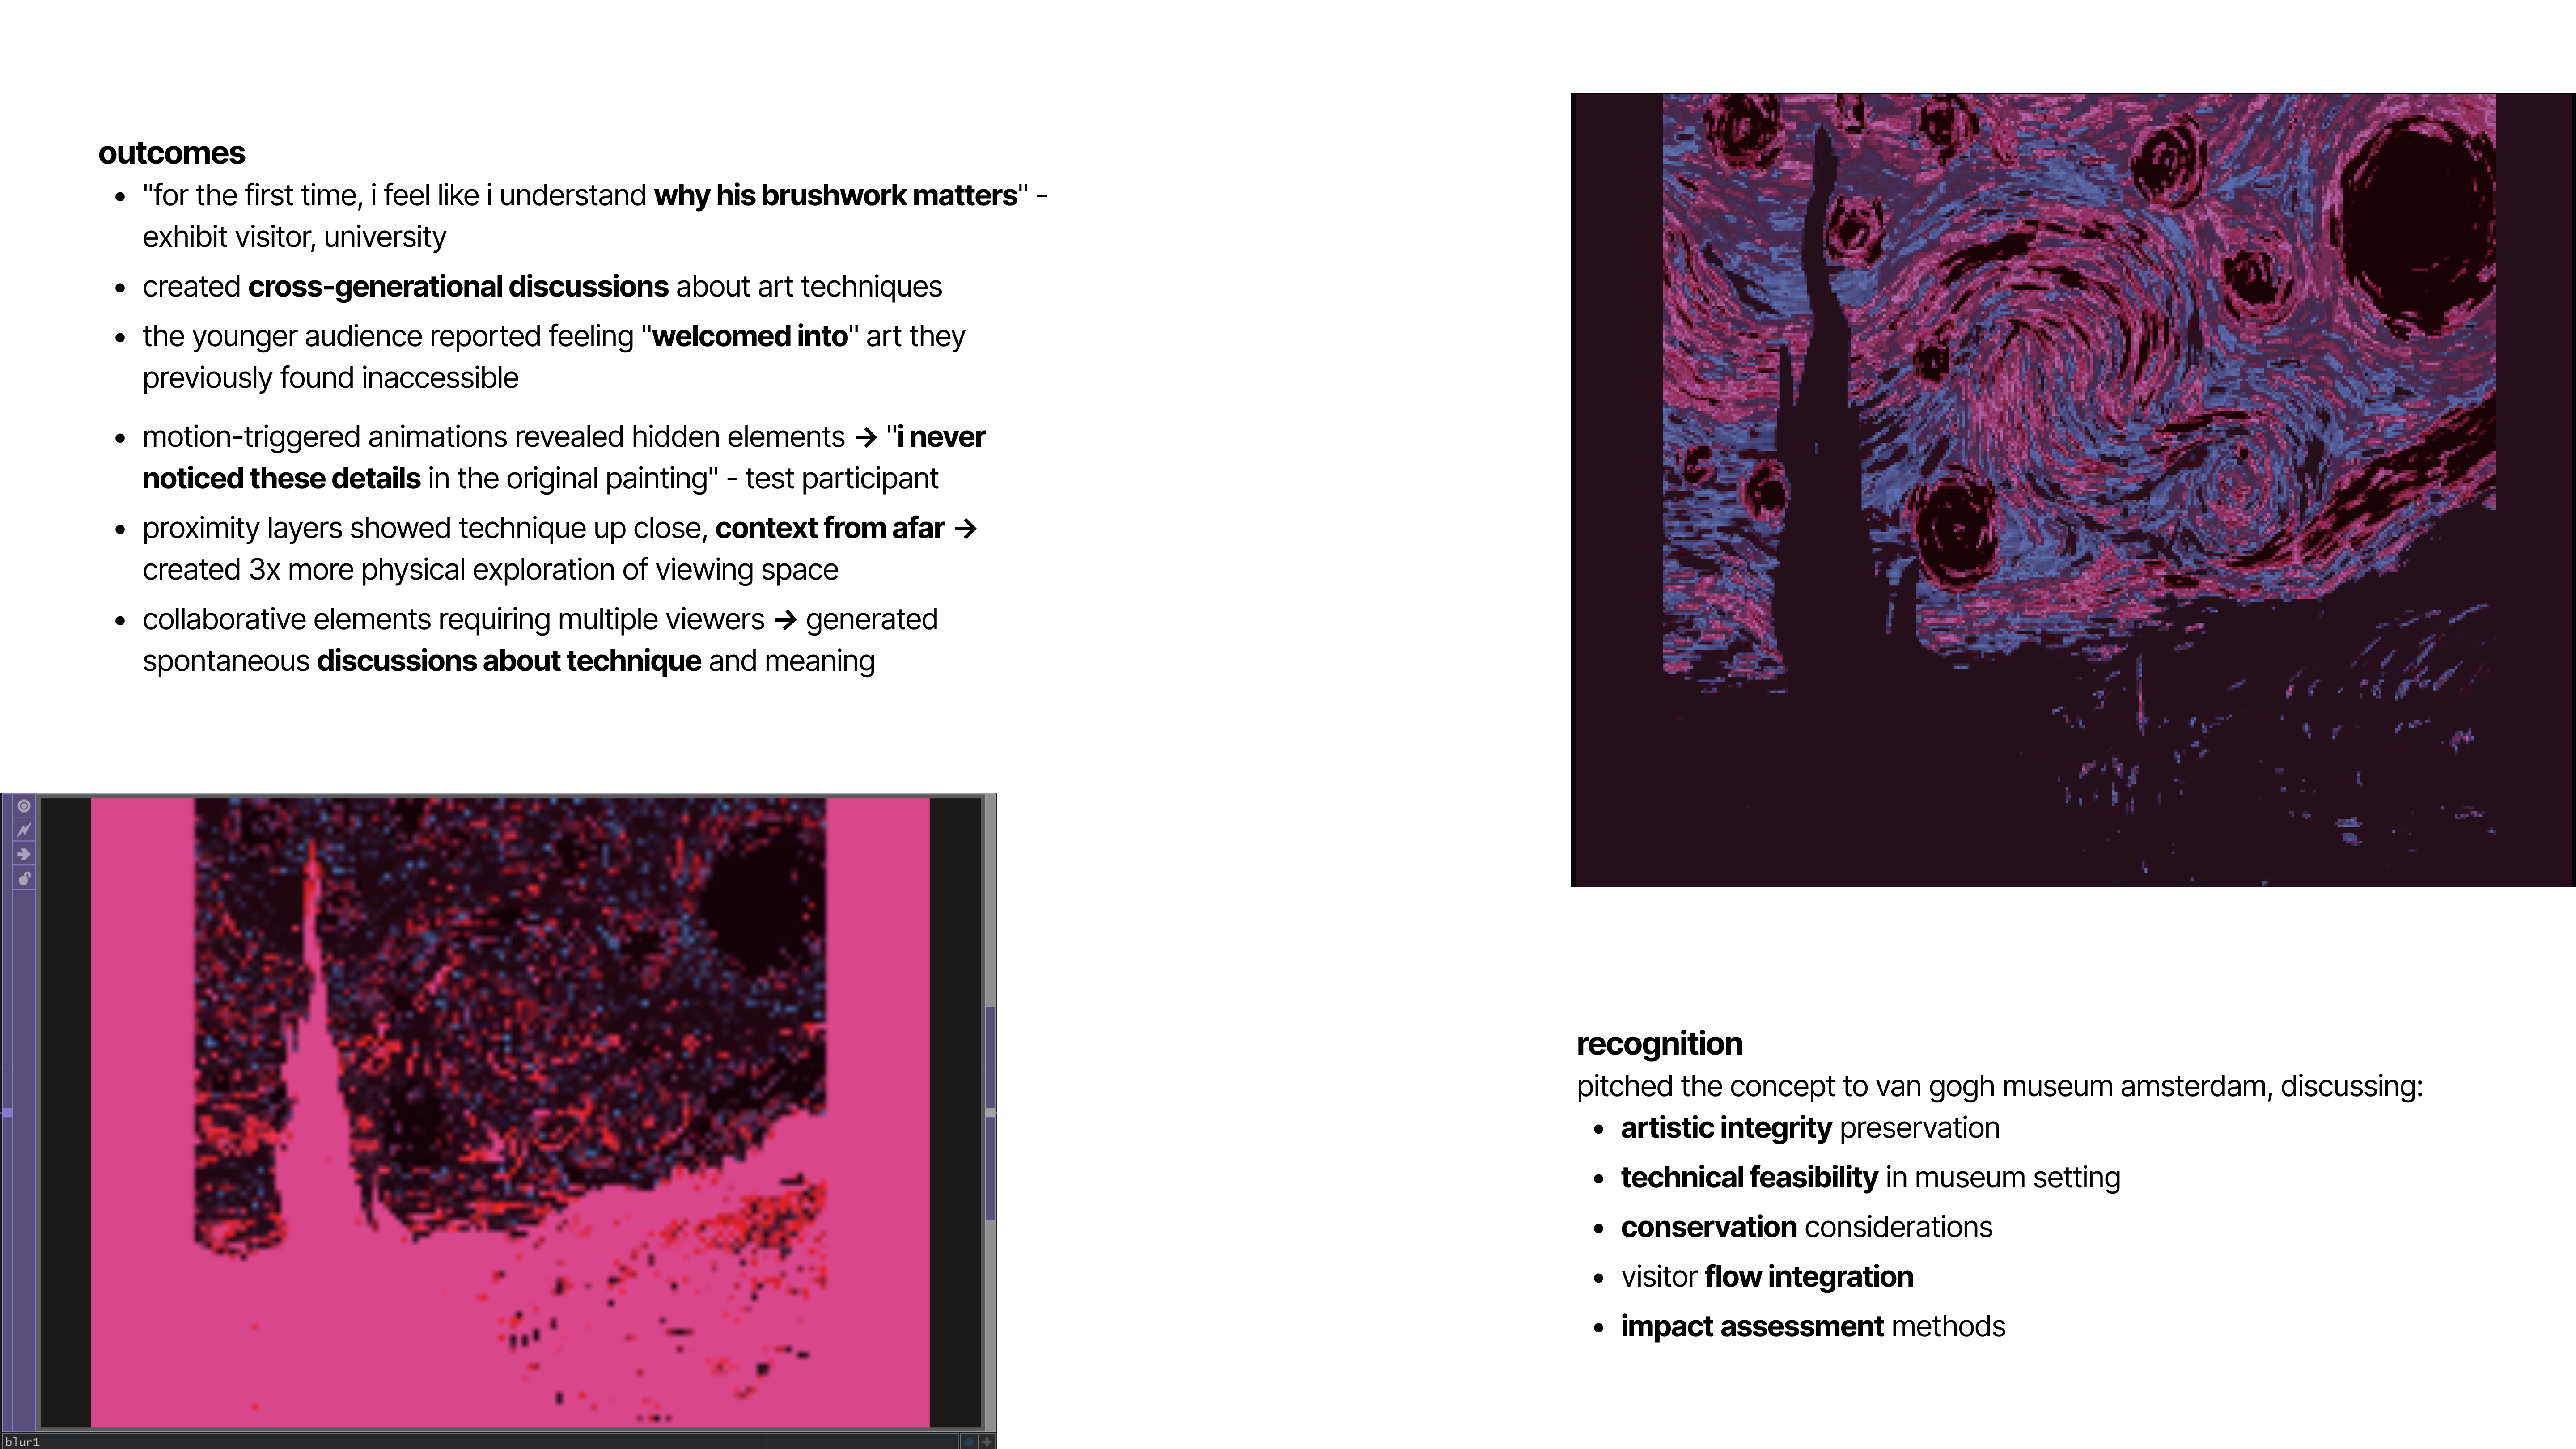 outcomes
• "for the first time, i feel like i understand why his brushwork matters" -
exhibit visitor, university
• created cross-generational discussions about art techniques
• the younger audience reported feeling "welcomed into" art they
previously found inaccessible
• motion-triggered animations revealed hidden elements → "i never
noticed these details in the original painting" - test participant
• proximity layers showed technique up close, context from afar →
created 3x more physical exploration of viewing space
• collaborative elements requiring multiple viewers → generated
spontaneous discussions about technique and meaning
blur1
recognition
pitched the concept to van gogh museum amsterdam, discussing:
• artistic integrity preservation
• technical feasibility in museum setting
• conservation considerations
• visitor flow integration
• impact assessment methods